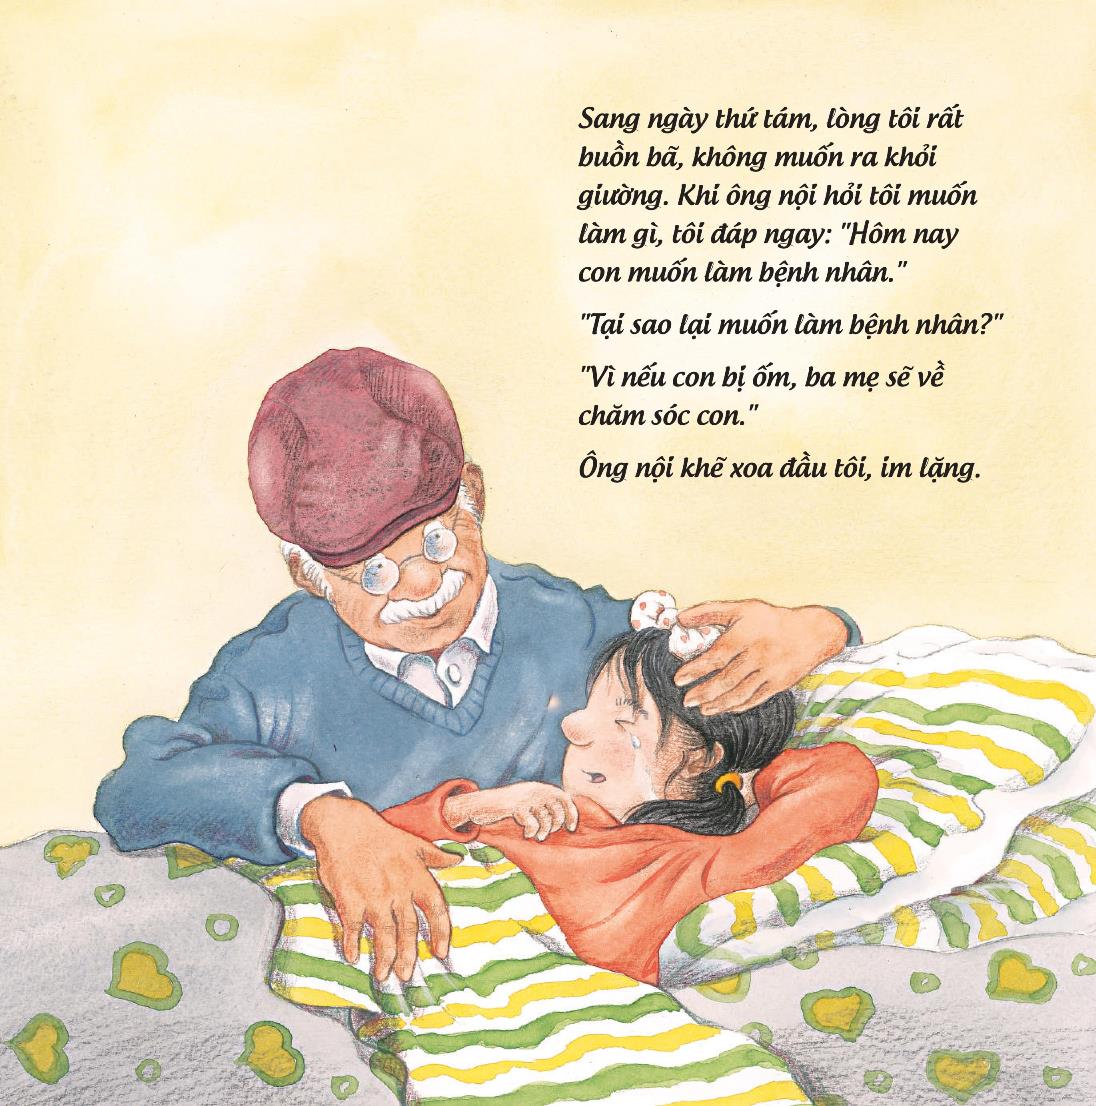 Sang ngày thứ tám, lòng tôi rất
buồn bã, không muốn ra khỏi
giường. Khi ông nội hỏi tôi muốn
làm gì, tôi đáp ngay: "Hôm nay
con muốn làm bệnh nhân."
"Tại sao lại muốn làm bệnh nhân?"
"Vì nếu con bị ốm, ba mẹ sẽ về
chăm sóc con."
Ông nội khẽ xoa đầu tôi, im lặng.